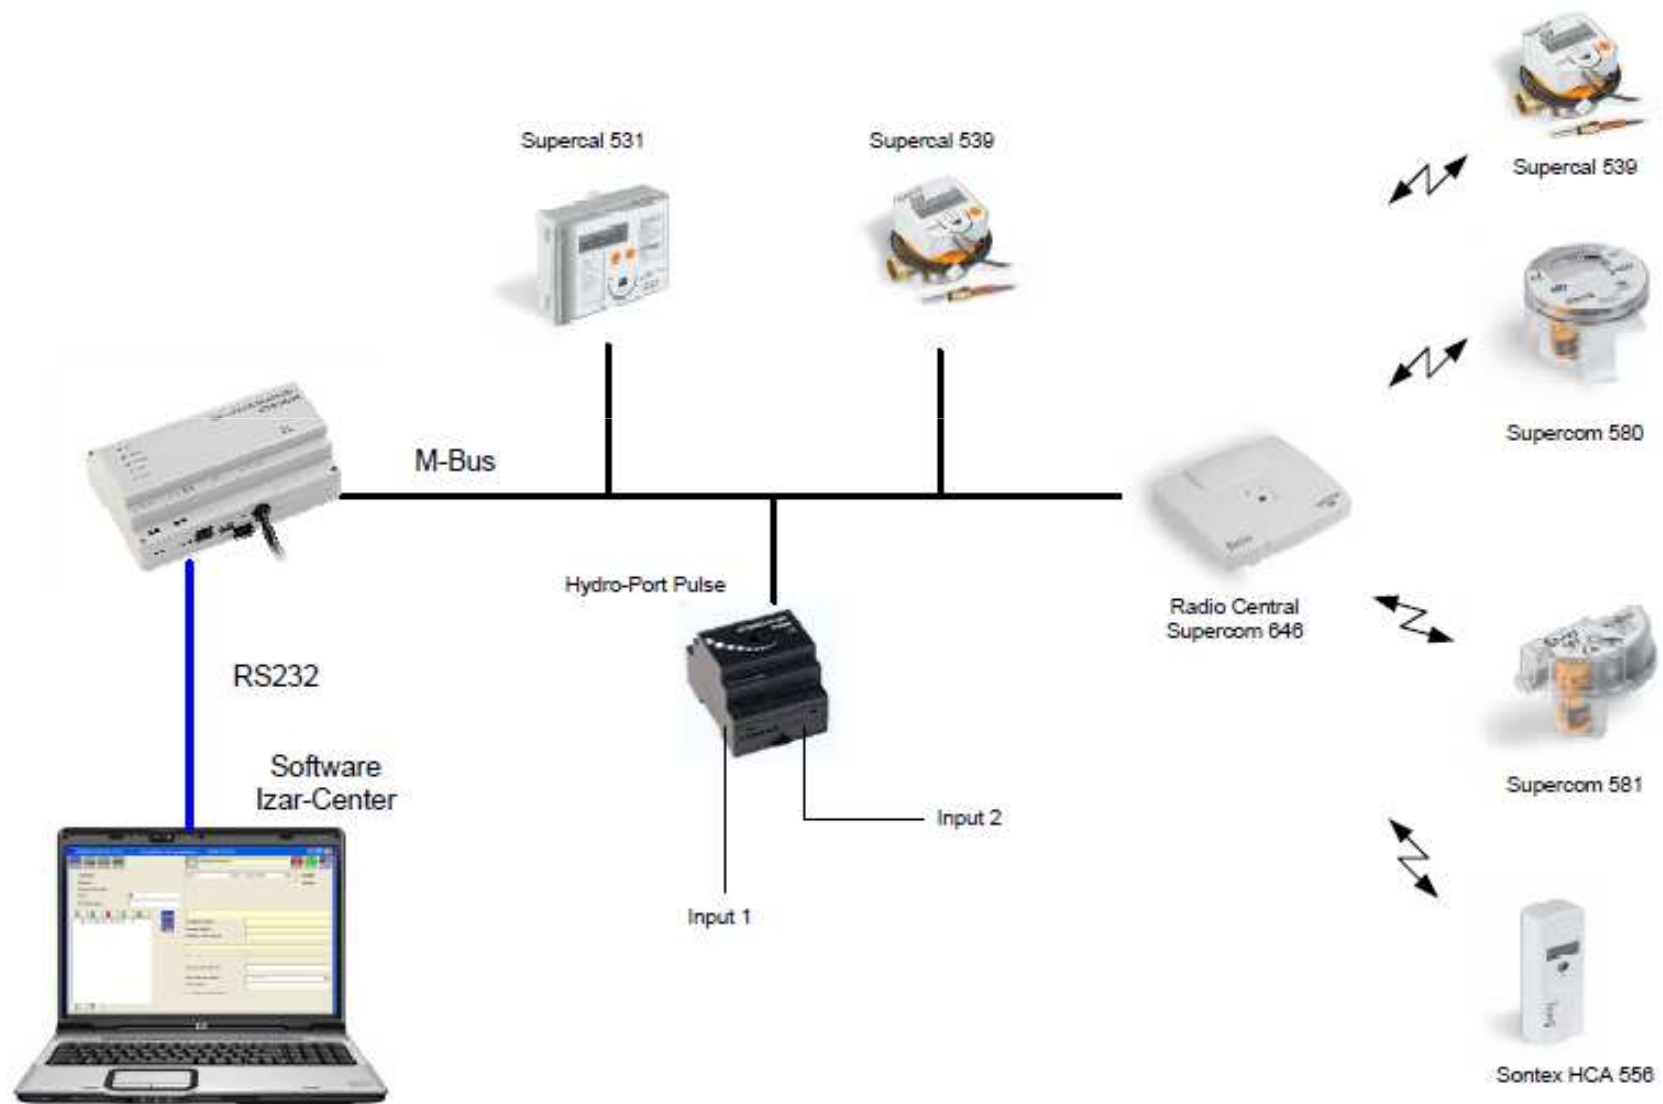 Supercal 531
Supercal 539
Supercal 539
Supercom 580
M-Bus
Hydro-Port Pulse
Radio Central
Supercom 646
RS232
Supercom 581
Software
Izar-Center
Input 2
Input 1
Sontex HCA 556